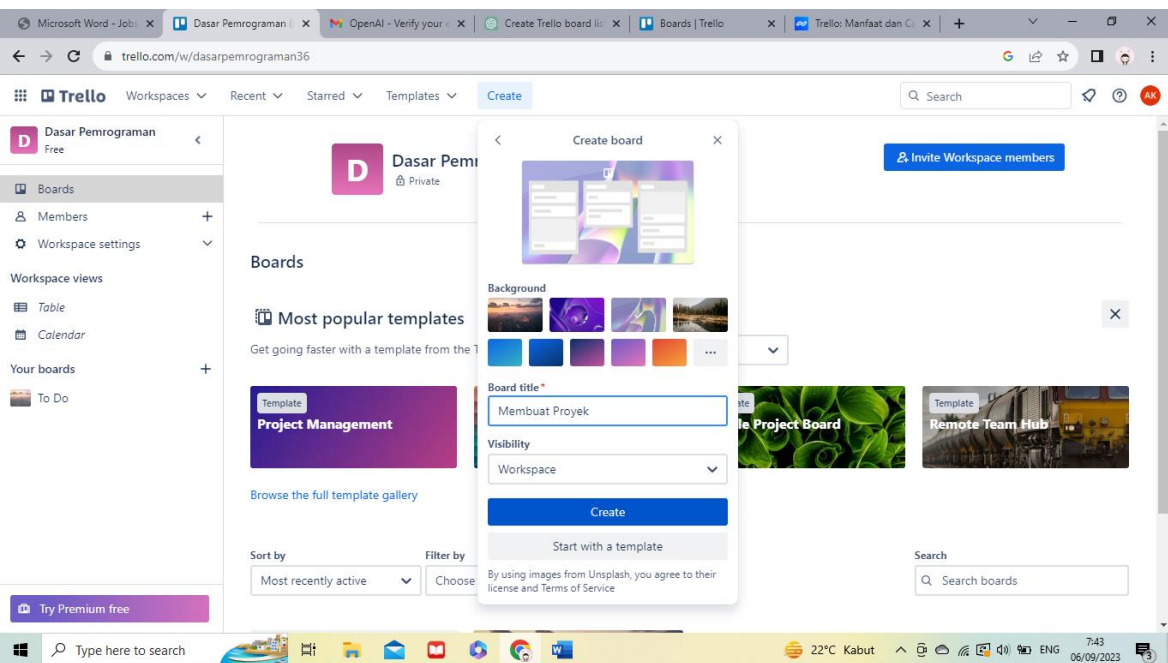 Microsoft Word - Jobs
Dasar Pemrograman (
OpenAI - Verify your e
Create Trello board lis
Boards | Trello
Trello: Manfaat dan Ca
trello.com/w/dasarpemrograman36
Trello
Workspaces
Recent
Starred
Templates
Create
Search
AK
D
Dasar Pemrograman
Free
Boards
Members
Workspace settings
Workspace views
Table
Calendar
Your boards
To Do
Try Premium free
D
Dasar Pem
Private
Invite Workspace members
Boards
Most popular templates
Get going faster with a template from the T
Template
Project Management
le Project Board
Template
Remote Team Hub
Browse the full template gallery
Sort by
Most recently active
Filter by
Choose
Search
Search boards
Create board
Background
Board title*
Membuat Proyek
Visibility
Workspace
Create
Start with a template
By using images from Unsplash, you agree to their
license and Terms of Service
Type here to search
22°C Kabut
ENG
7:43
06/09/2023
3